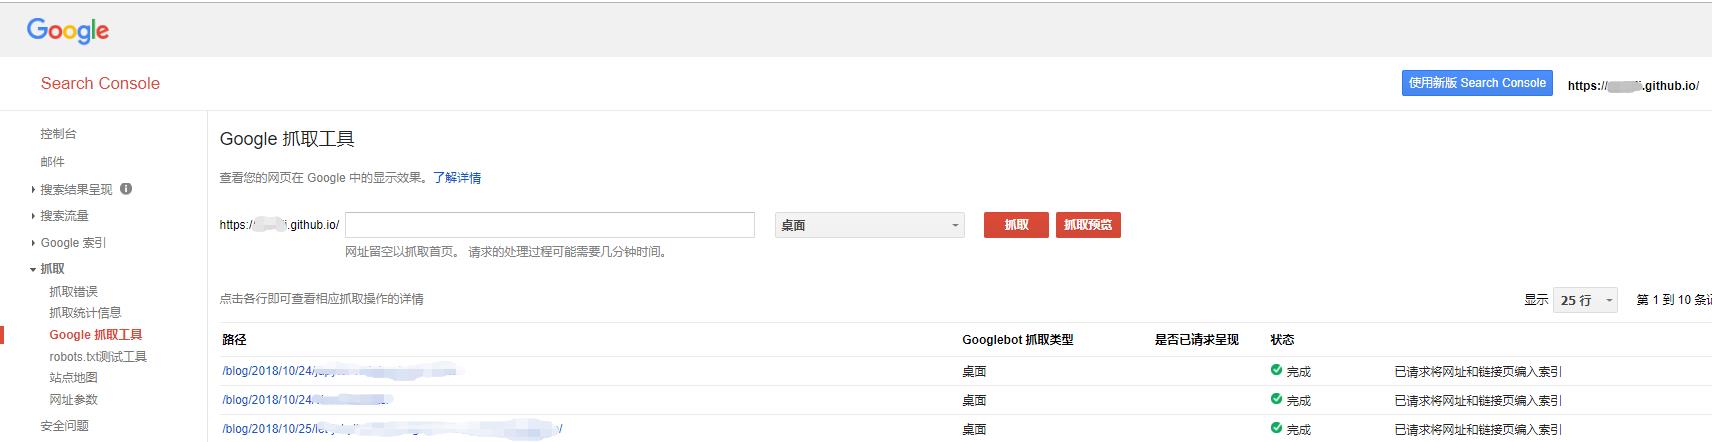 Google
Search Console
使用新版 Search Console
https://.github.io/
控制台
邮件
搜索结果呈现
搜索流量
Google 索引
抓取
抓取错误
抓取统计信息
Google 抓取工具
robots.txt测试工具
站点地图
网址参数
安全问题
Google 抓取工具
查看您的网页在 Google 中的显示效果。了解详情
https:/i.github.io/ 桌面 抓取 抓取预览
网址留空以抓取首页。 请求的处理过程可能需要几分钟时间。
点击各行即可查看相应抓取操作的详情 显示 25 行 第 1 到 10 条
路径 Googlebot 抓取类型 是否已请求呈现 状态
/blog/2018/10/24/ 桌面 完成 已请求将网址和链接页编入索引
/blog/2018/10/24/ 桌面 完成 已请求将网址和链接页编入索引
/blog/2018/10/25/ 桌面 完成 已请求将网址和链接页编入索引